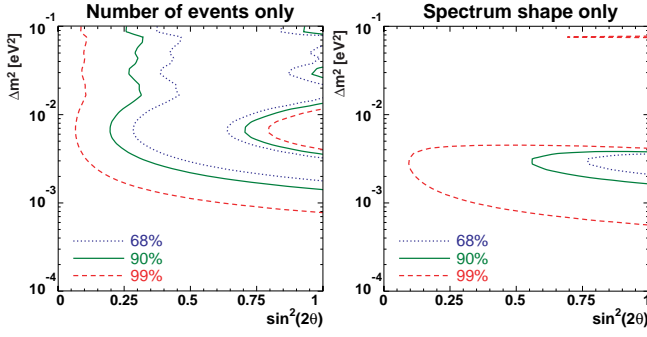 Number of events only
Δm² [eV²]
10⁻¹
10⁻²
10⁻³
10⁻⁴
68%
90%
99%
0 0.25 0.5 0.75 1
sin²(2θ)
Spectrum shape only
Δm² [eV²]
10⁻¹
10⁻²
10⁻³
10⁻⁴
68%
90%
99%
0 0.25 0.5 0.75 1
sin²(2θ)